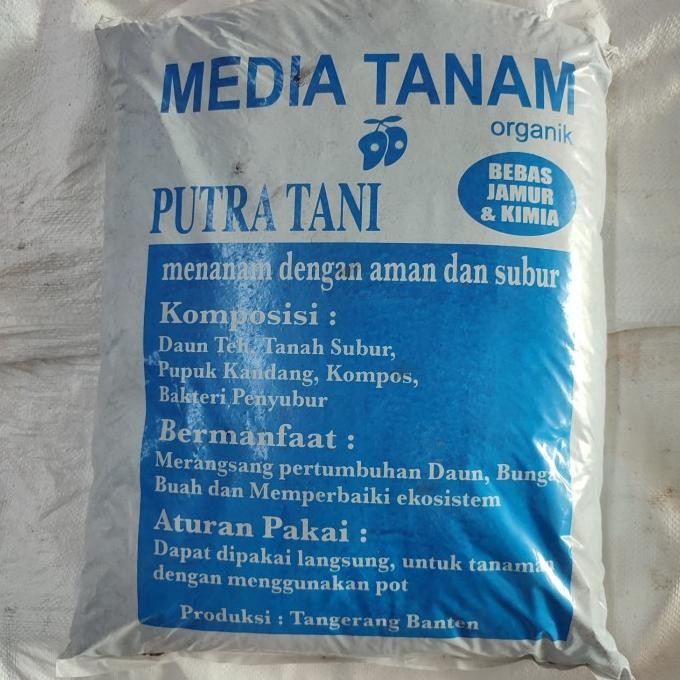 MEDIA TANAM
organik
PUTRA TANI
BEBAS
JAMUR
& KIMIA
menanam dengan aman dan subur
Komposisi :
Daun Teh, Tanah Subur,
Pupuk Kandang, Kompos,
Bakteri Penyubur
Bermanfaat :
Merangsang pertumbuhan Daun, Bunga
Buah dan Memperbaiki ekosistem
Aturan Pakai :
Dapat dipakai langsung, untuk tanaman
dengan menggunakan pot
Produksi : Tangerang Banten